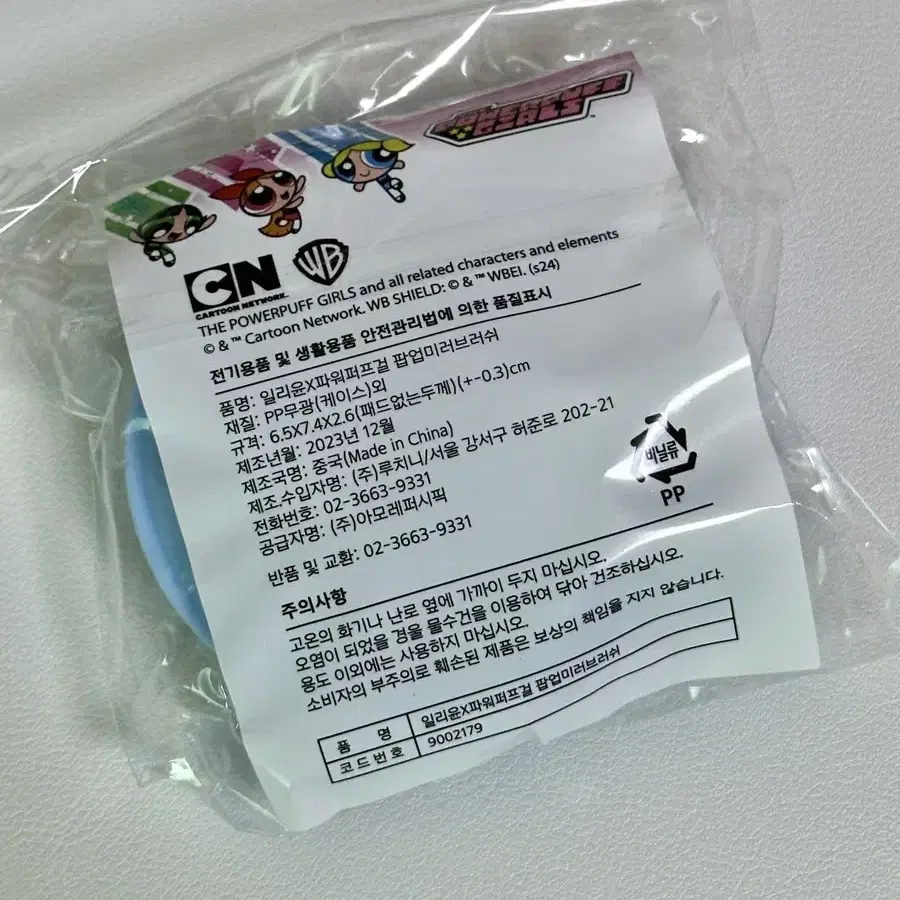 THE POWERPUFF GIRLS™
CN
CARTOON NETWORK.
WB
THE POWERPUFF GIRLS and all related characters and elements
© & ™ Cartoon Network. WB SHIELD: © & ™ WBEI. (s24)
전기용품 및 생활용품 안전관리법에 의한 품질표시
품명: 일리윤X파워퍼프걸 팝업미러브러쉬
재질: PP무광(케이스)외
규격: 6.5X7.4X2.6(패드없는두께)(+-0.3)cm
제조년월: 2023년 12월
제조국명: 중국(Made in China)
제조.수입자명: (주)루치니/서울 강서구 허준로 202-21
전화번호: 02-3663-9331
공급자명: (주)아모레퍼시픽
반품 및 교환: 02-3663-9331
비닐류
PP
주의사항
고온의 화기나 난로 옆에 가까이 두지 마십시오.
오염이 되었을 경울 물수건을 이용하여 닦아 건조하십시오.
용도 이외에는 사용하지 마십시오.
소비자의 부주의로 훼손된 제품은 보상의 책임을 지지 않습니다.
품 명 일리윤X파워퍼프걸 팝업미러브러쉬
코드번호 9002179